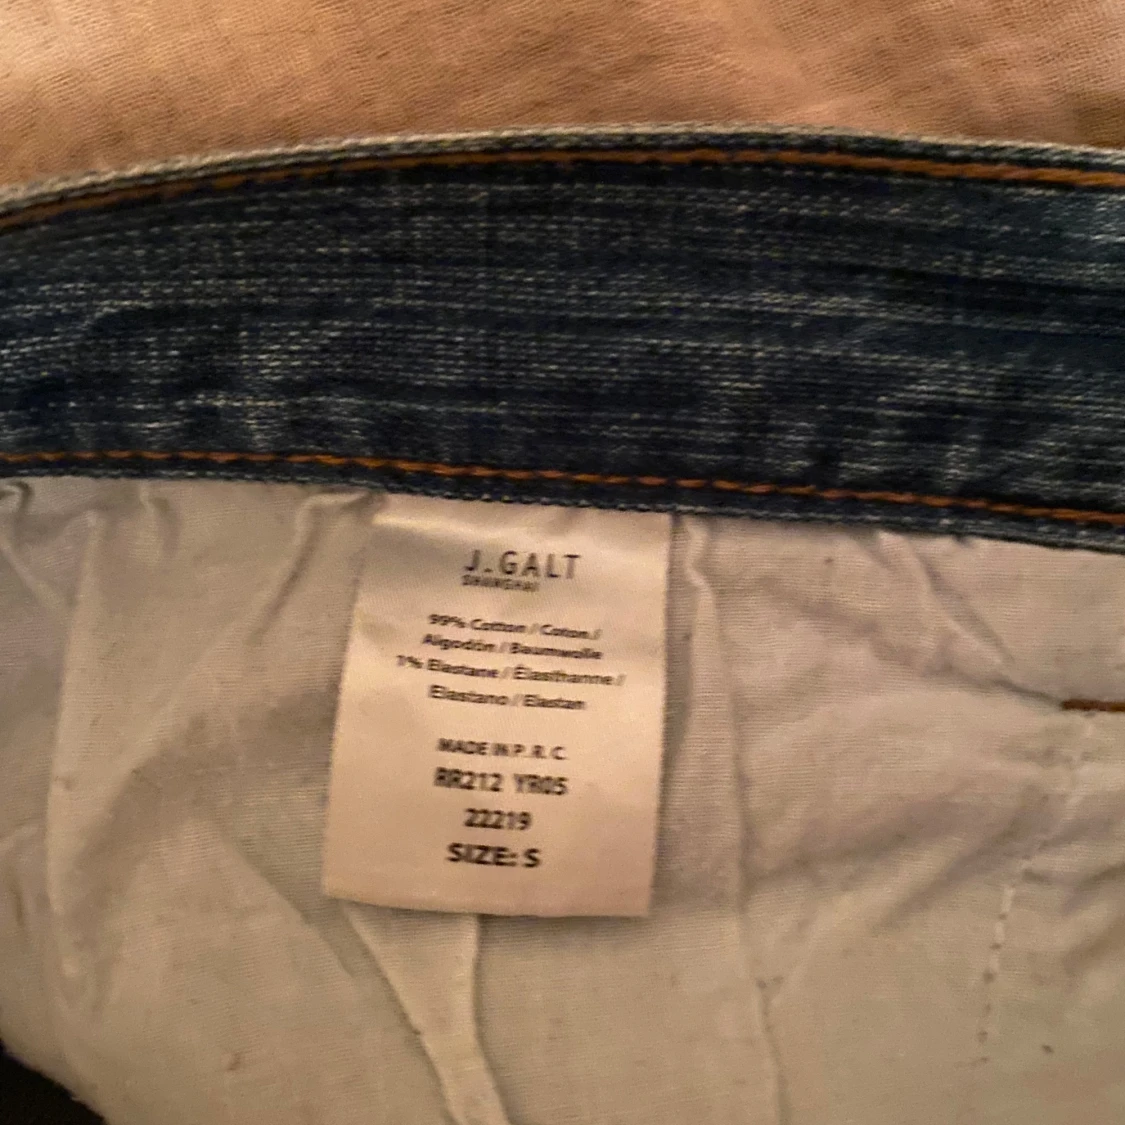 J.GALT
SHANGHAI
99% Cotton / Coton /
Algodón / Baumwolle
1% Elastane / Élasthanne /
Elastano / Elastan
MADE IN P. R. C.
RR212 YR05
22219
SIZE: S